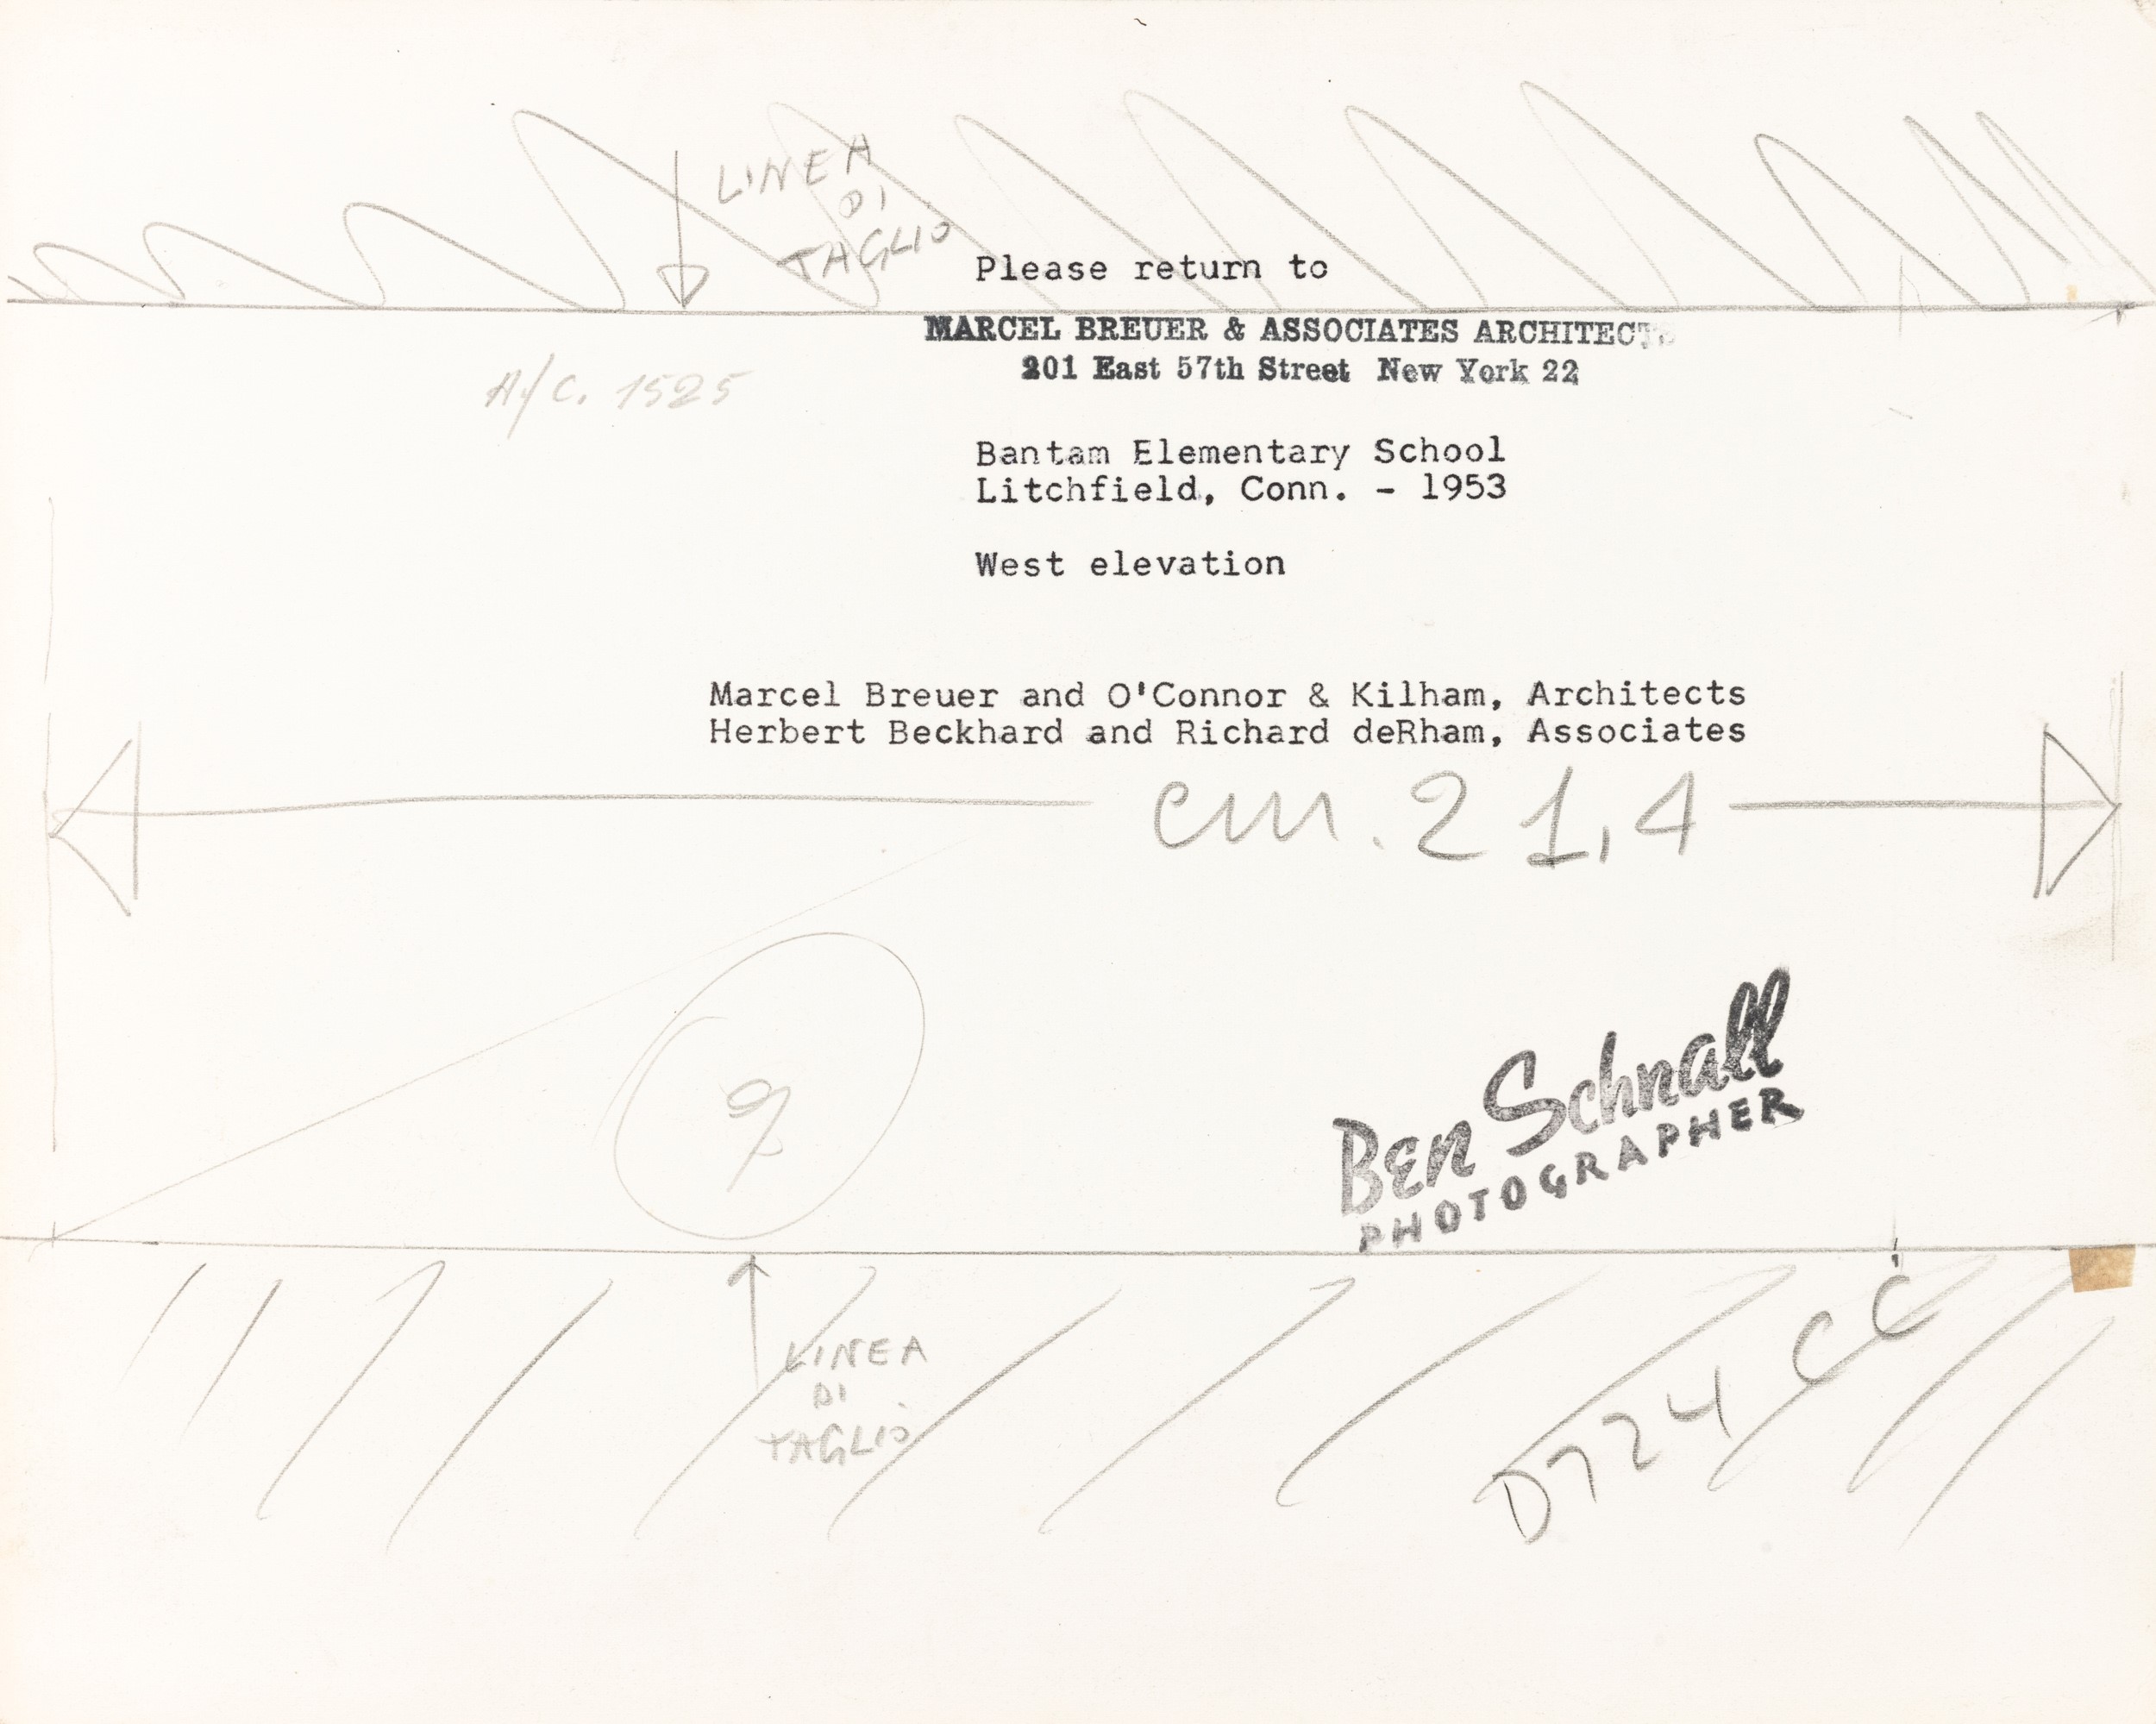 LINEA
DI
TAGLIO
Please return to
MARCEL BREUER & ASSOCIATES ARCHITECTS
201 East 57th Street New York 22
A/C. 1525
Bantam Elementary School
Litchfield, Conn. - 1953
West elevation
Marcel Breuer and O'Connor & Kilham, Architects
Herbert Beckhard and Richard deRham, Associates
cm. 21,4
9
Ben Schnall
PHOTOGRAPHER
LINEA
DI
TAGLIO
D724 CC